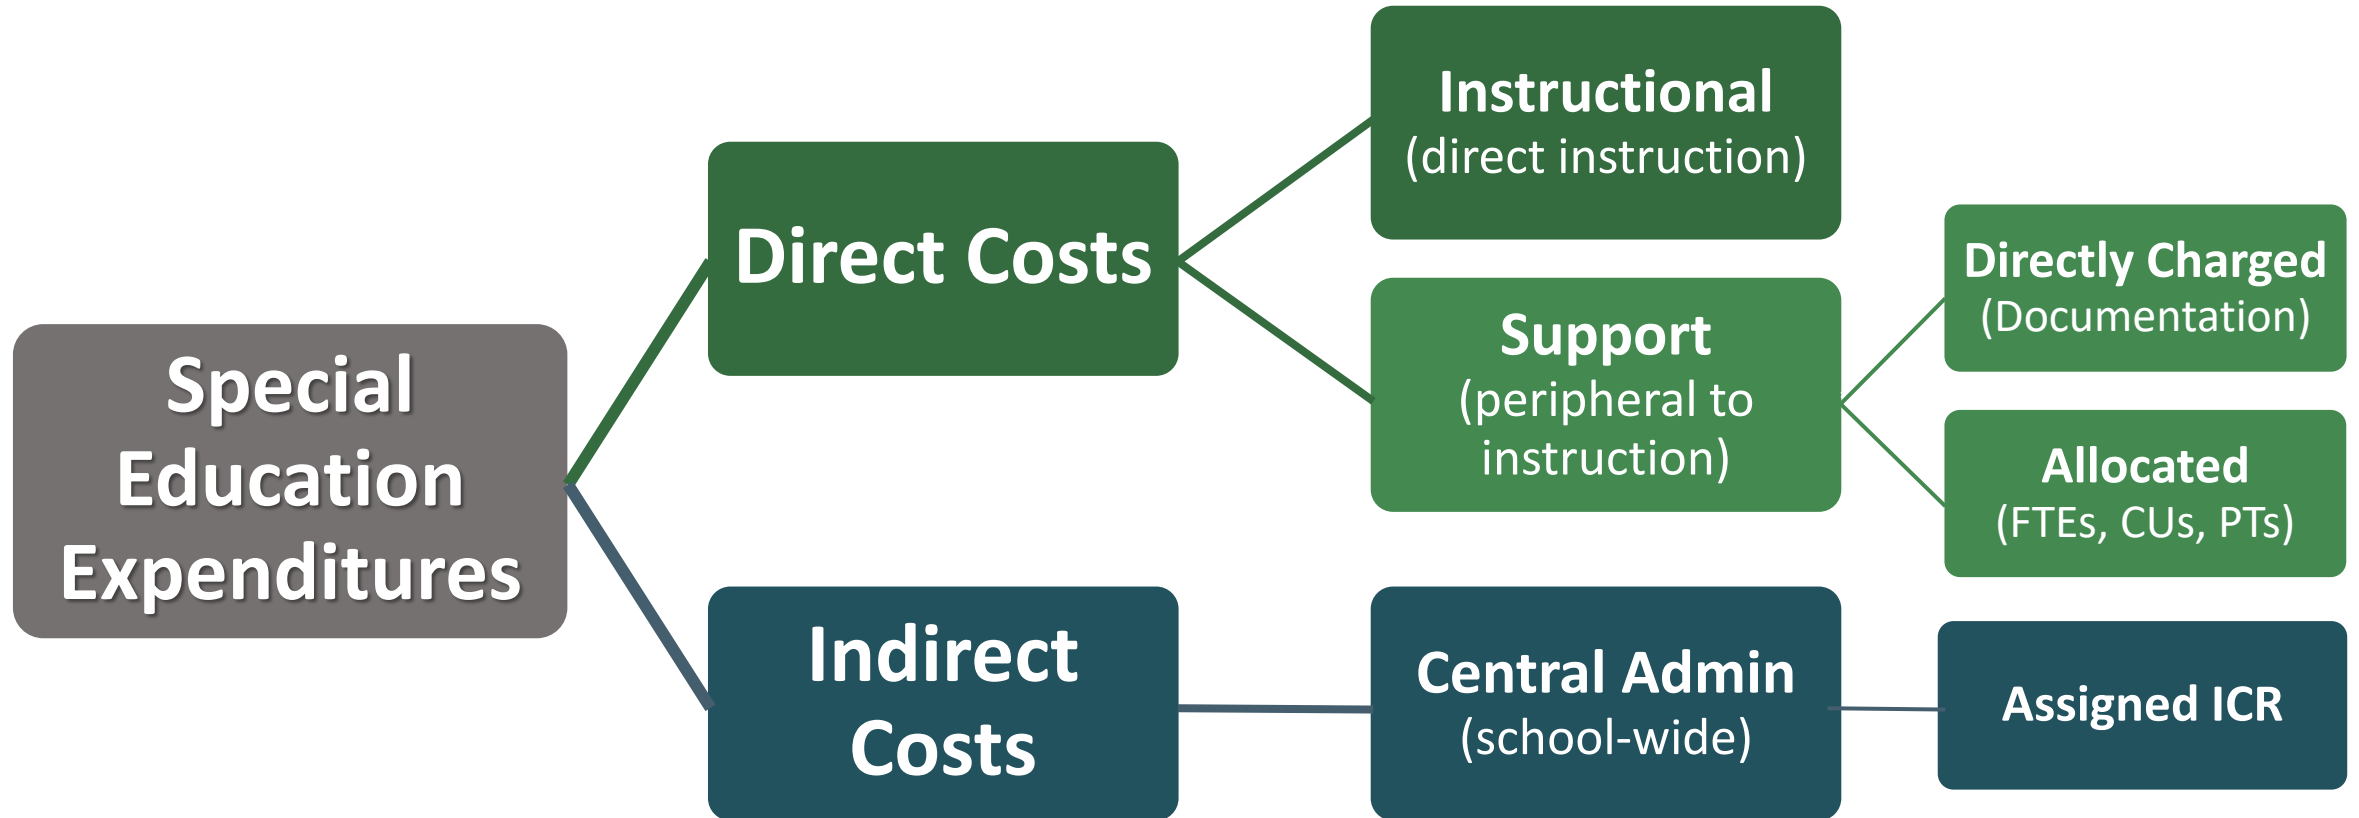 Special
Education
Expenditures
Direct Costs
Instructional
(direct instruction)
Support
(peripheral to
instruction)
Directly Charged
(Documentation)
Allocated
(FTEs, CUs, PTs)
Indirect
Costs
Central Admin
(school-wide)
Assigned ICR